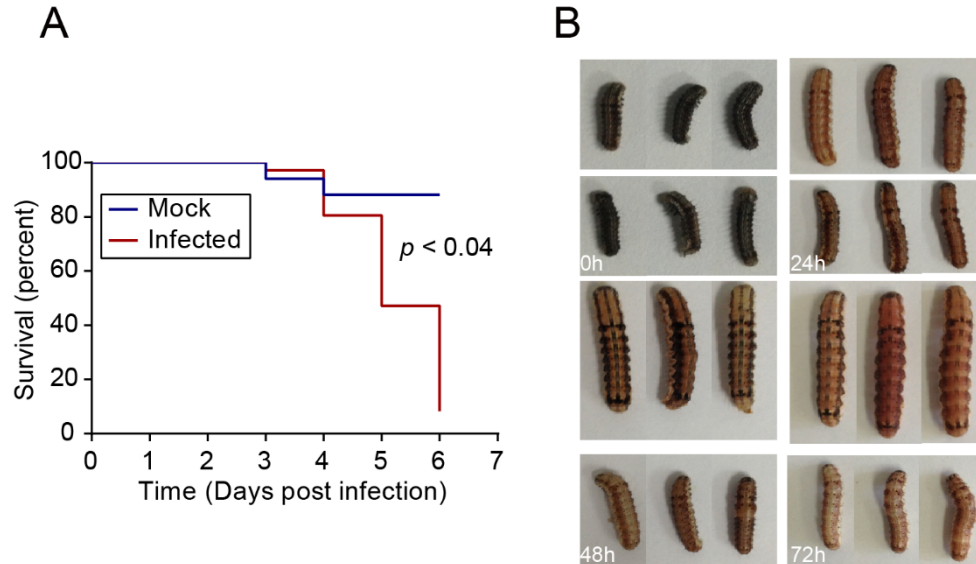 A
B
100
80
60
40
20
0
Survival (percent)
Mock
Infected
p < 0.04
0 1 2 3 4 5 6 7
Time (Days post infection)
0h
24h
48h
72h